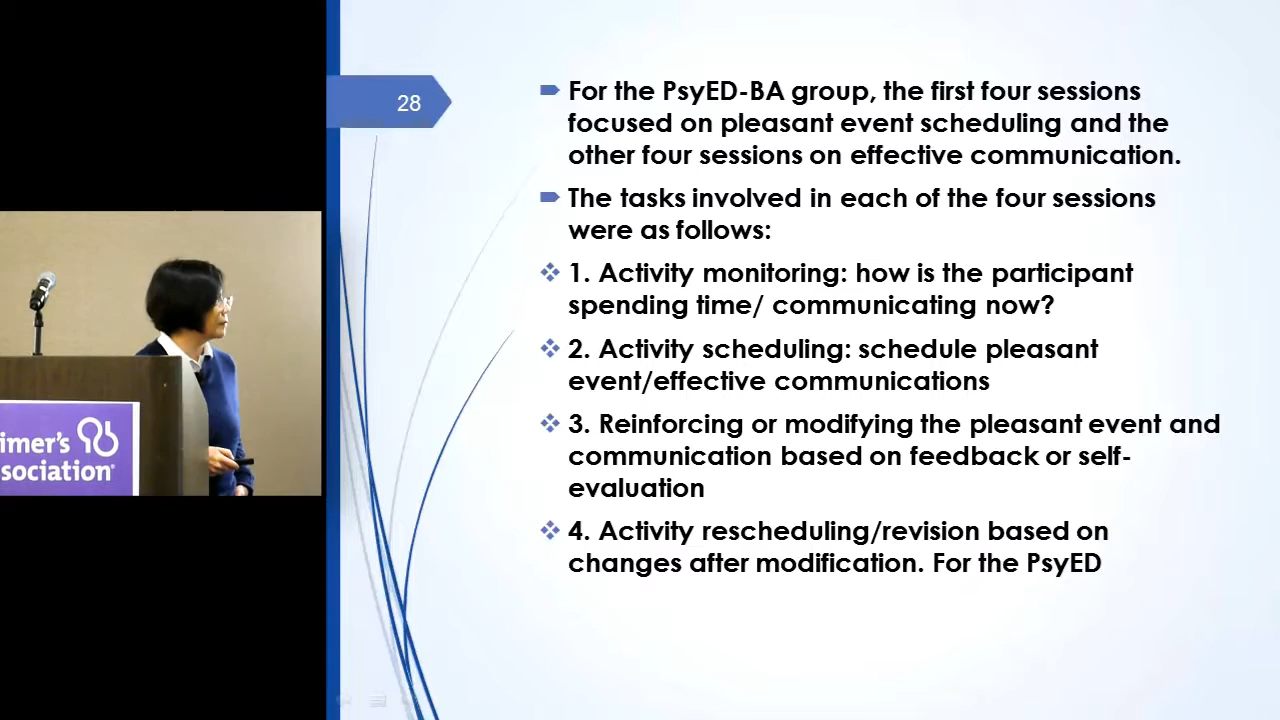 28
For the PsyED-BA group, the first four sessions
focused on pleasant event scheduling and the
other four sessions on effective communication.
The tasks involved in each of the four sessions
were as follows:
1. Activity monitoring: how is the participant
spending time/ communicating now?
2. Activity scheduling: schedule pleasant
event/effective communications
3. Reinforcing or modifying the pleasant event and
communication based on feedback or self-
evaluation
4. Activity rescheduling/revision based on
changes after modification. For the PsyED
imer's
sociation